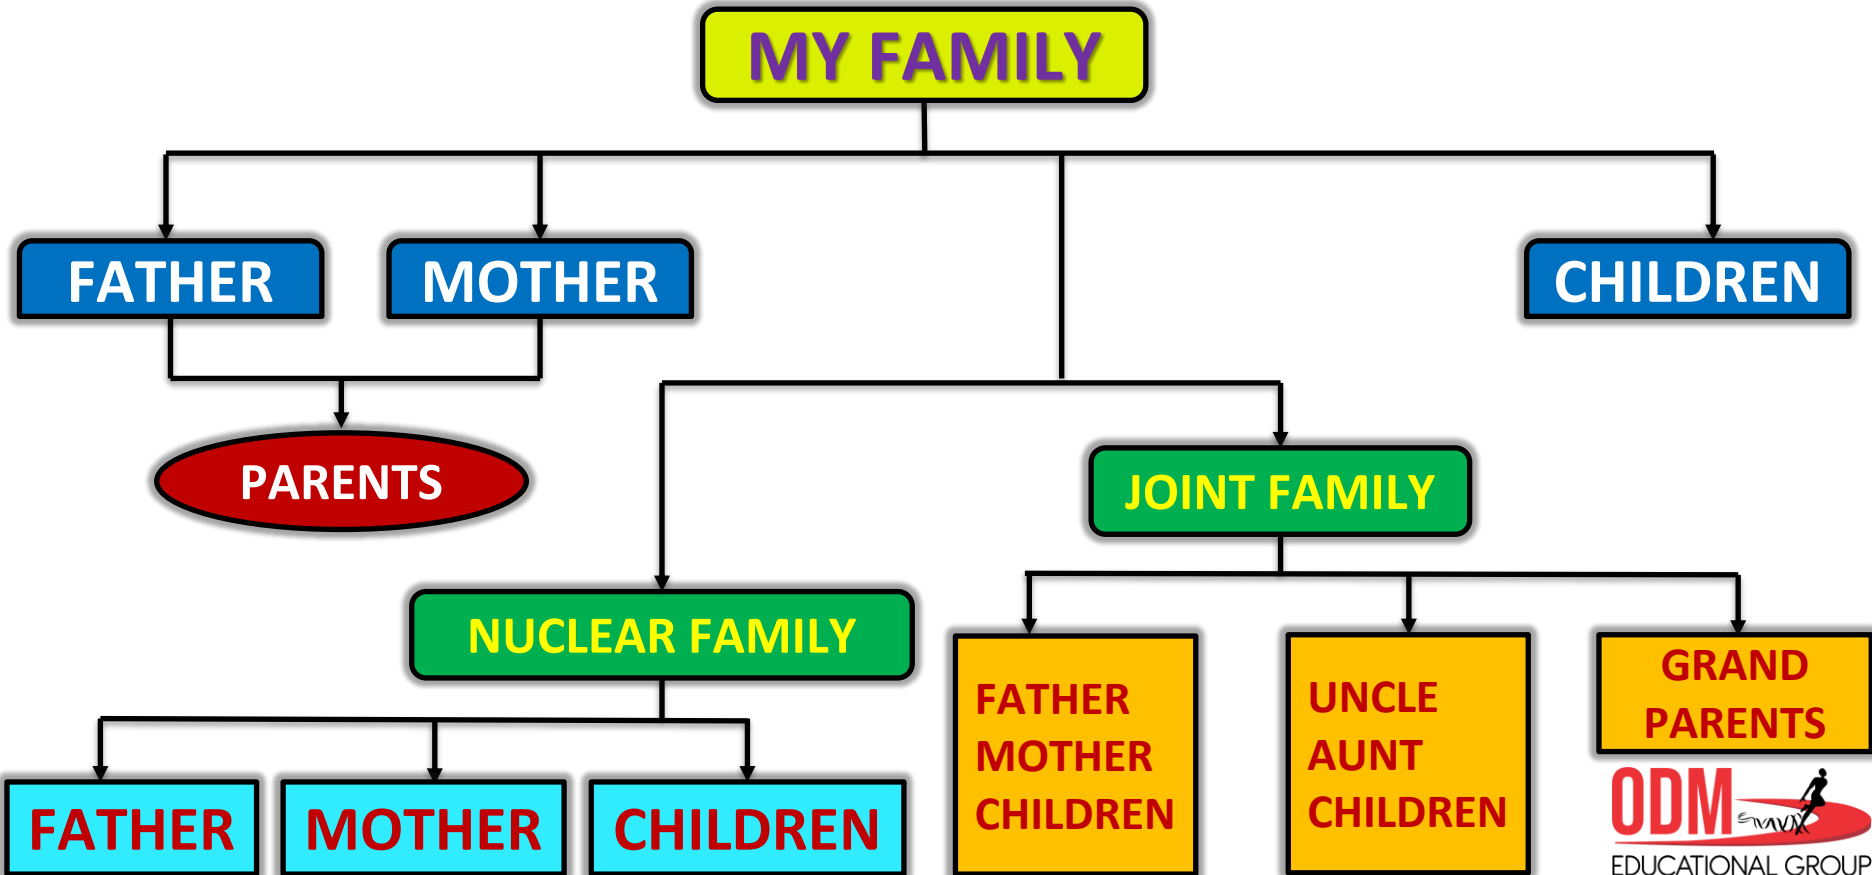 MY FAMILY
FATHER
MOTHER
CHILDREN
PARENTS
JOINT FAMILY
NUCLEAR FAMILY
FATHER
MOTHER
CHILDREN
FATHER
MOTHER
CHILDREN
UNCLE
AUNT
CHILDREN
GRAND
PARENTS
ODM
EDUCATIONAL GROUP